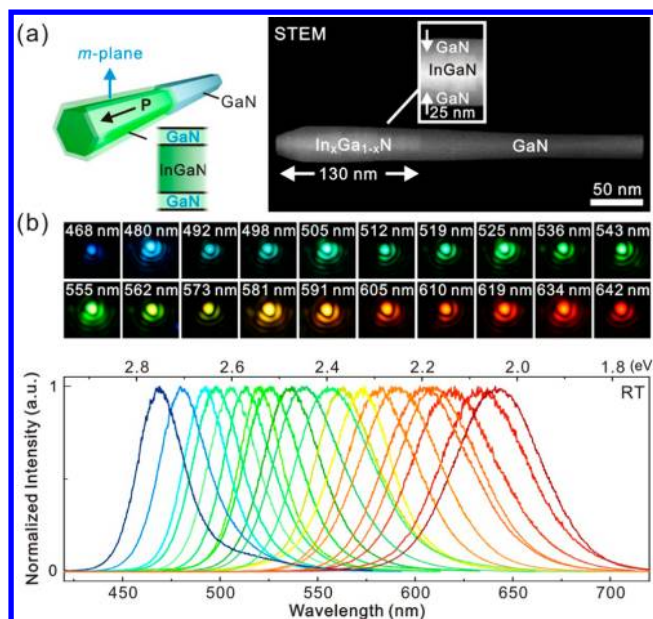 (a)
m-plane
P
GaN
GaN
InGaN
GaN
STEM
GaN
InGaN
GaN
25 nm
InₓGa₁₋ₓN
GaN
130 nm
50 nm
(b)
468 nm 480 nm 492 nm 498 nm 505 nm 512 nm 519 nm 525 nm 536 nm 543 nm
555 nm 562 nm 573 nm 581 nm 591 nm 605 nm 610 nm 619 nm 634 nm 642 nm
2.8 2.6 2.4 2.2 2.0 1.8 (eV)
RT
Normalized Intensity (a.u.)
1
0
450 500 550 600 650 700
Wavelength (nm)